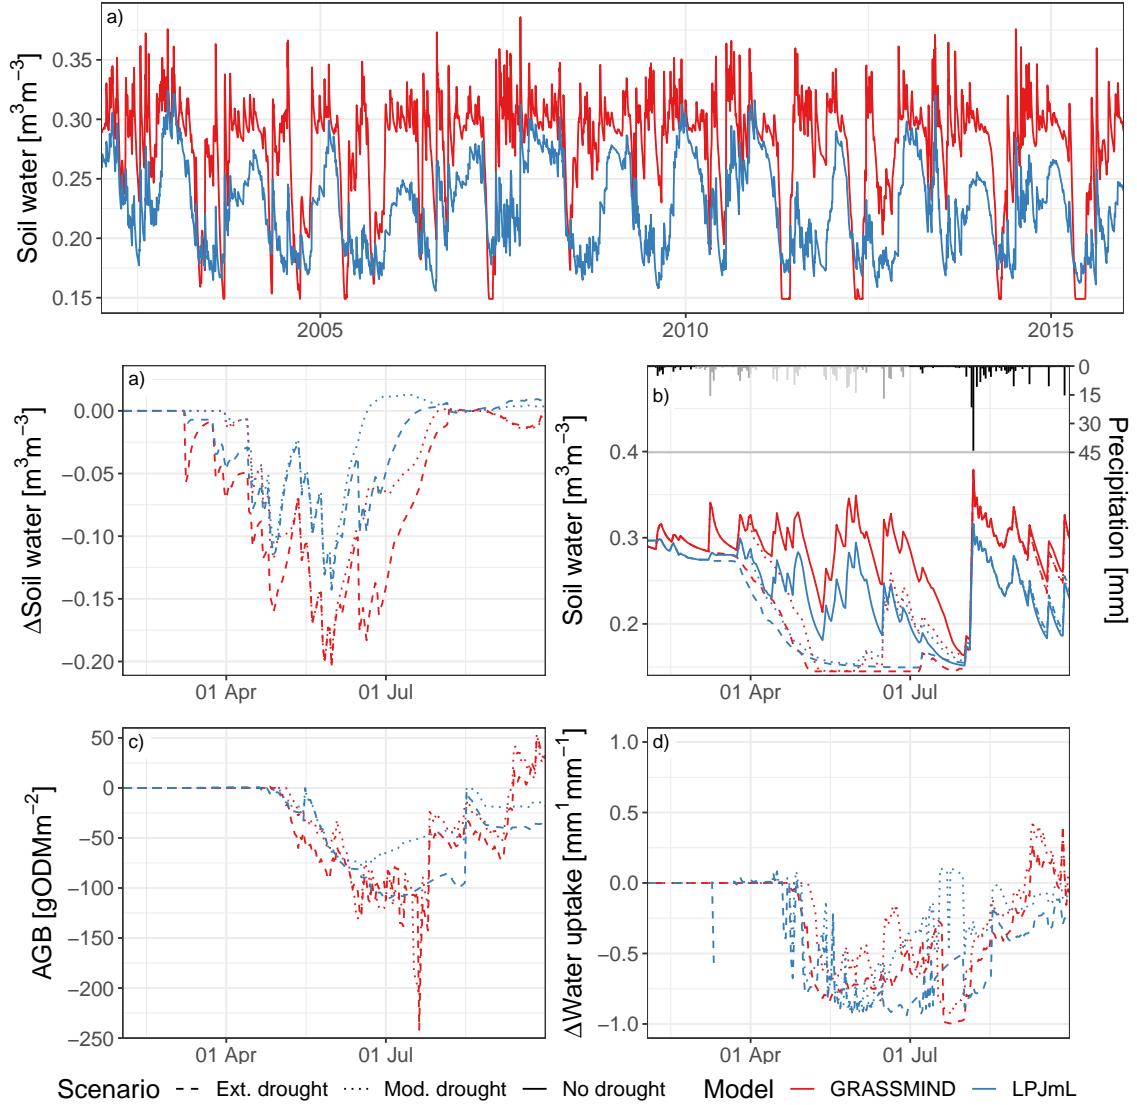 a)
Soil water [m³m⁻³]
0.35
0.30
0.25
0.20
0.15
2005 2010 2015
a)
ΔSoil water [m³m⁻³]
0.00
−0.05
−0.10
−0.15
−0.20
01 Apr 01 Jul
b)
Soil water [m³m⁻³]
0.4
0.3
0.2
0
15
30
45
Precipitation [mm]
01 Apr 01 Jul
c)
AGB [gODMm⁻²]
50
0
−50
−100
−150
−200
−250
01 Apr 01 Jul
d)
ΔWater uptake [mm¹mm⁻¹]
1.0
0.5
0.0
−0.5
−1.0
01 Apr 01 Jul
Scenario Ext. drought Mod. drought No drought Model GRASSMIND LPJmL